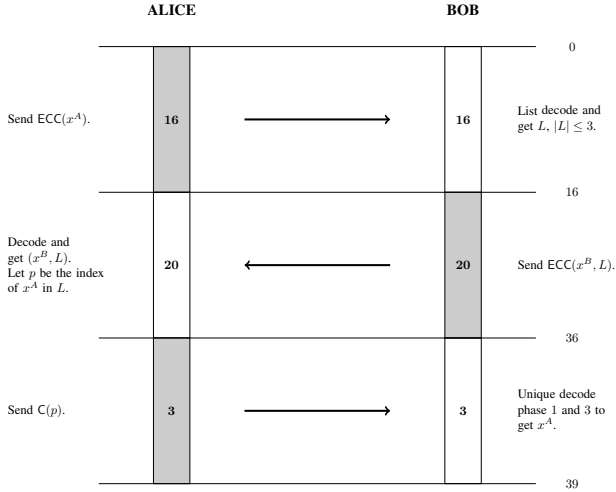 ALICE
BOB
0
Send ECC(x^A).
16
16
List decode and
get L, |L| ≤ 3.
16
Decode and
get (x^B, L).
Let p be the index
of x^A in L.
20
20
Send ECC(x^B, L).
36
Send C(p).
3
3
Unique decode
phase 1 and 3 to
get x^A.
39